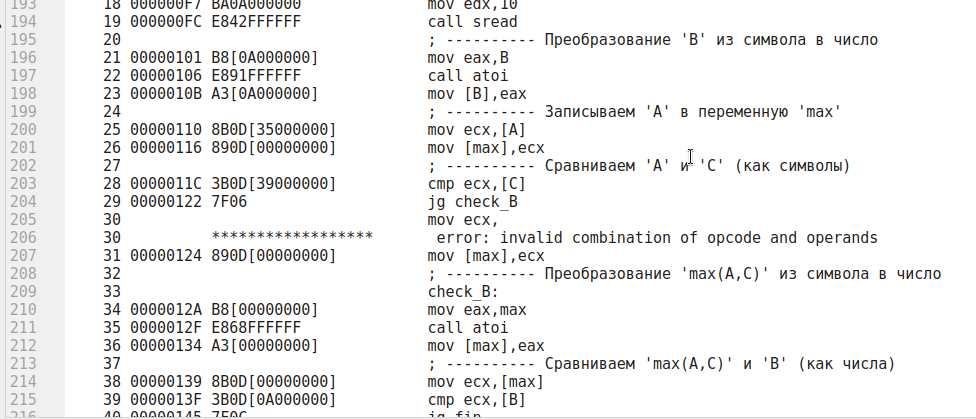 193 18 000000F7 BA0A000000 mov edx,10
194 19 000000FC E842FFFFFF call sread
195 20 ; ---------- Преобразование 'B' из символа в число
196 21 00000101 B8[0A000000] mov eax,B
197 22 00000106 E891FFFFFF call atoi
198 23 0000010B A3[0A000000] mov [B],eax
199 24 ; ---------- Записываем 'A' в переменную 'max'
200 25 00000110 8B0D[35000000] mov ecx,[A]
201 26 00000116 890D[00000000] mov [max],ecx
202 27 ; ---------- Сравниваем 'A' и 'C' (как символы)
203 28 0000011C 3B0D[39000000] cmp ecx,[C]
204 29 00000122 7F06 jg check_B
205 30 mov ecx,
206 30 ****************** error: invalid combination of opcode and operands
207 31 00000124 890D[00000000] mov [max],ecx
208 32 ; ---------- Преобразование 'max(A,C)' из символа в число
209 33 check_B:
210 34 0000012A B8[00000000] mov eax,max
211 35 0000012F E868FFFFFF call atoi
212 36 00000134 A3[00000000] mov [max],eax
213 37 ; ---------- Сравниваем 'max(A,C)' и 'B' (как числа)
214 38 00000139 8B0D[00000000] mov ecx,[max]
215 39 0000013F 3B0D[0A000000] cmp ecx,[B]
216 40 00000145 7F0C jg fin